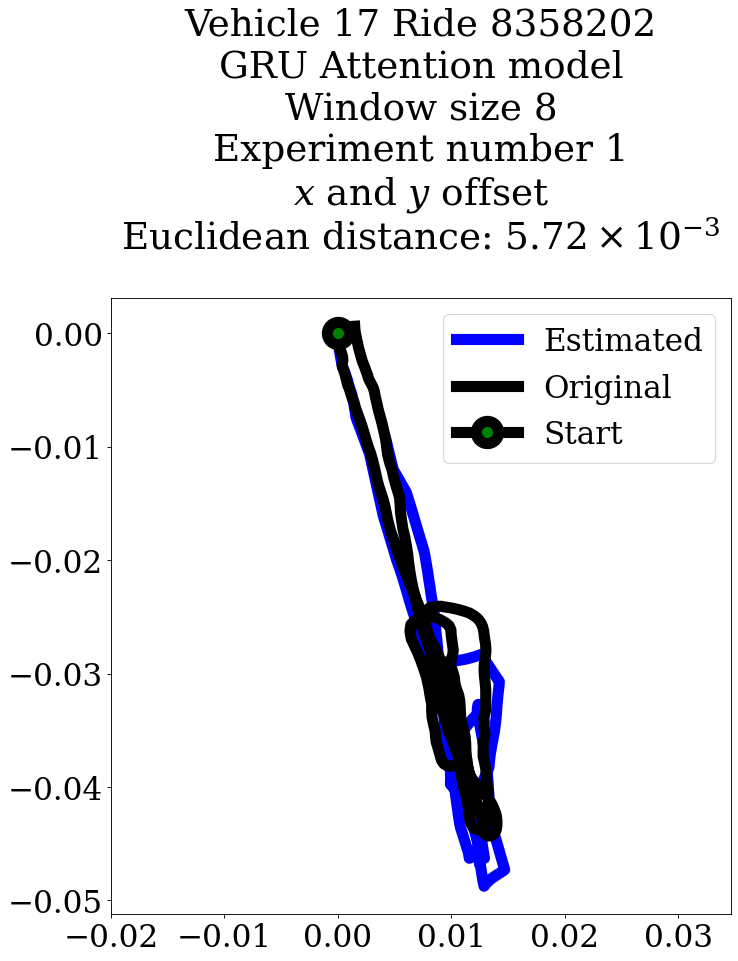 Vehicle 17 Ride 8358202
GRU Attention model
Window size 8
Experiment number 1
x and y offset
Euclidean distance: 5.72 × 10⁻³
Estimated
Original
Start
0.00
−0.01
−0.02
−0.03
−0.04
−0.05
−0.02 −0.01 0.00 0.01 0.02 0.03